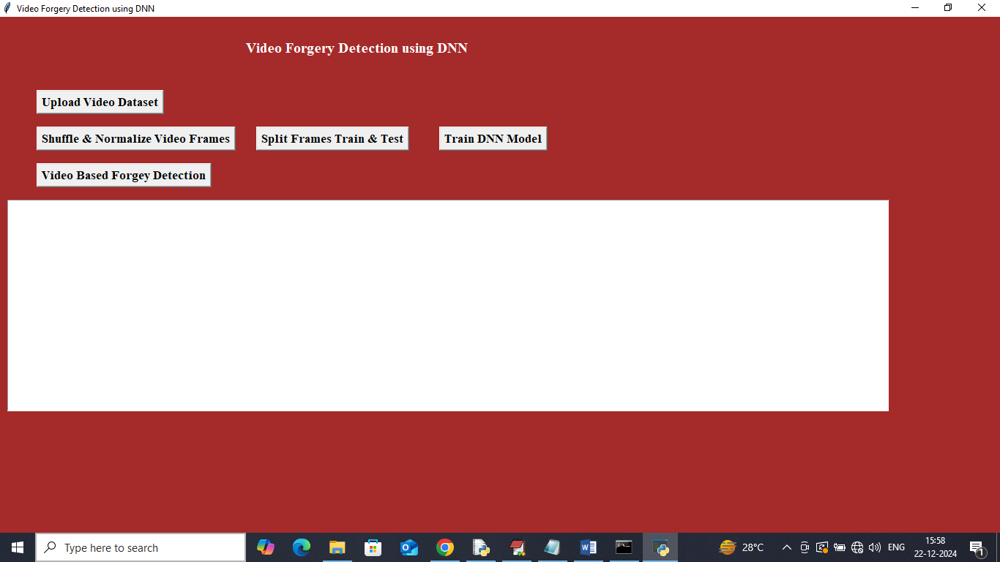 Video Forgery Detection using DNN
Video Forgery Detection using DNN
Upload Video Dataset
Shuffle & Normalize Video Frames
Split Frames Train & Test
Train DNN Model
Video Based Forgey Detection
Type here to search
28°C
ENG
15:58
22-12-2024
1